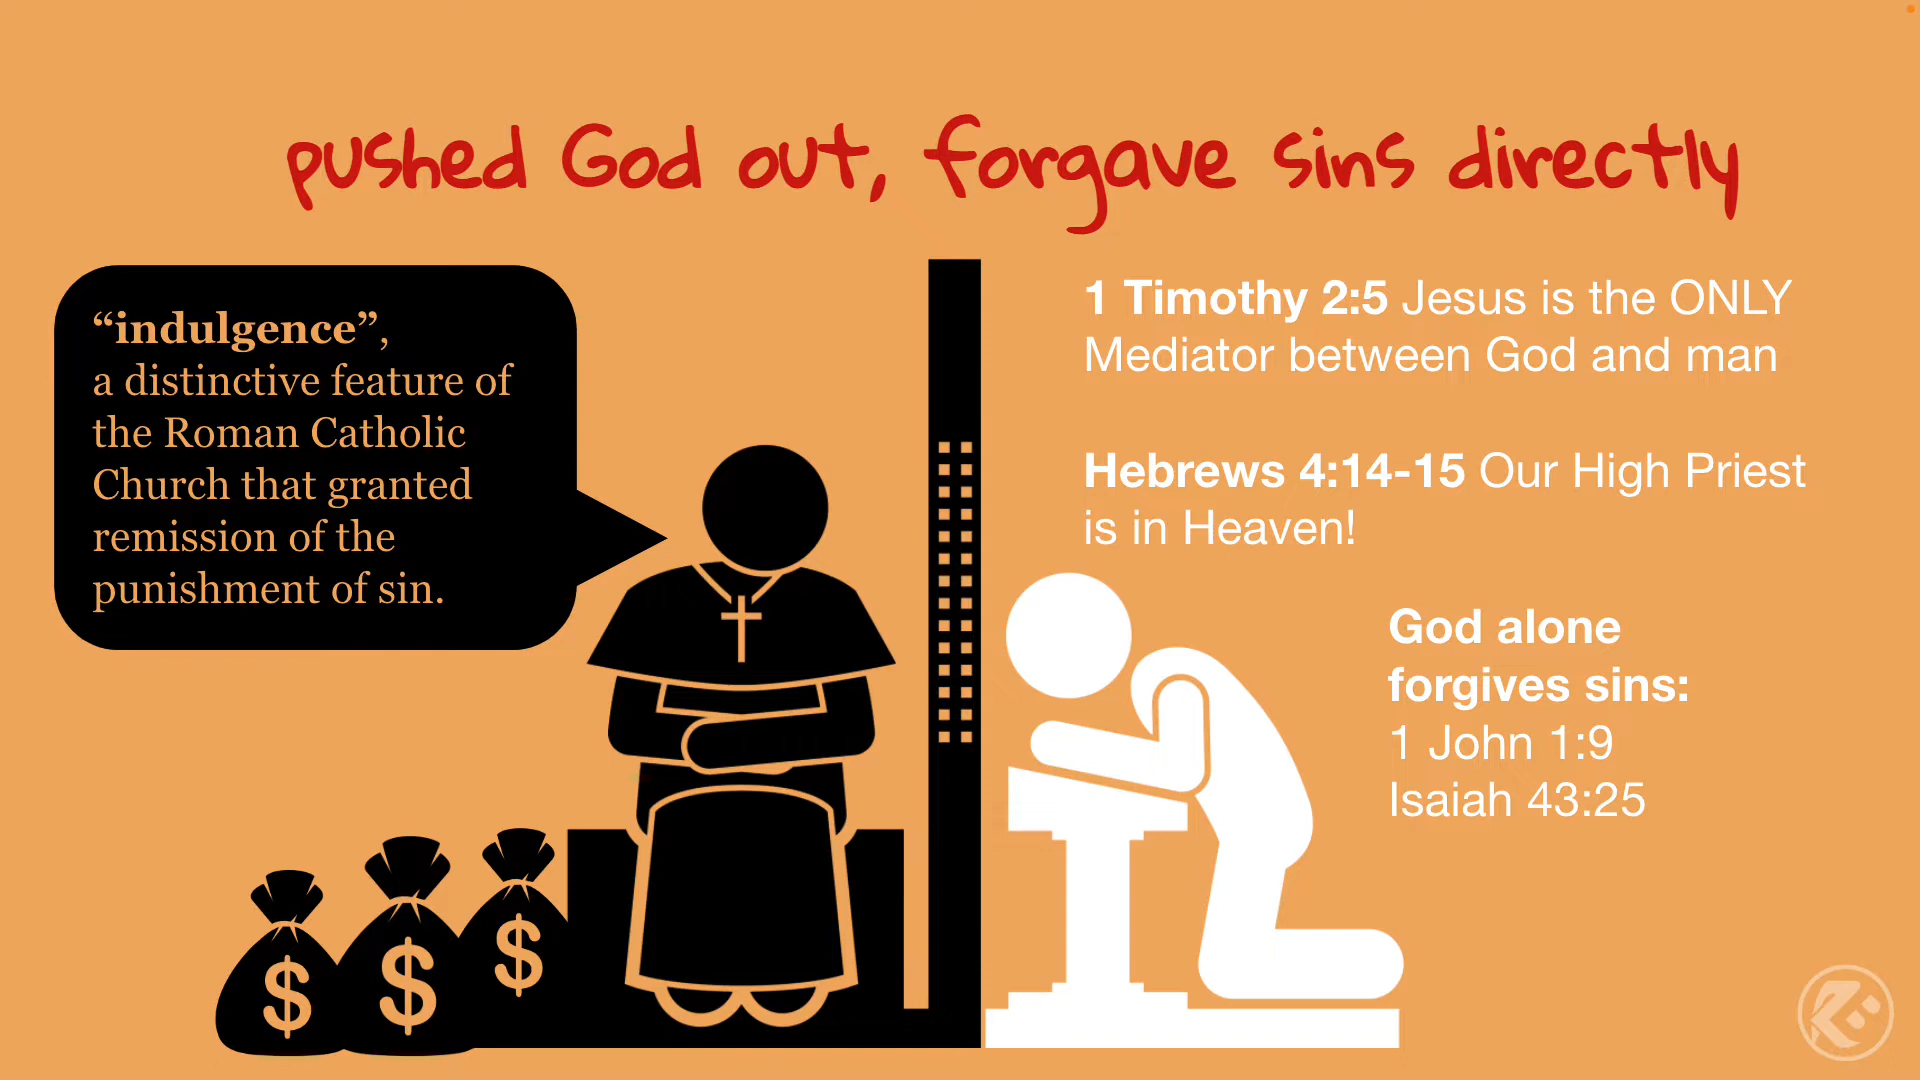 pushed God out, forgave sins directly
“indulgence”,
a distinctive feature of
the Roman Catholic
Church that granted
remission of the
punishment of sin.
1 Timothy 2:5 Jesus is the ONLY
Mediator between God and man
Hebrews 4:14-15 Our High Priest
is in Heaven!
God alone
forgives sins:
1 John 1:9
Isaiah 43:25
$
$
$